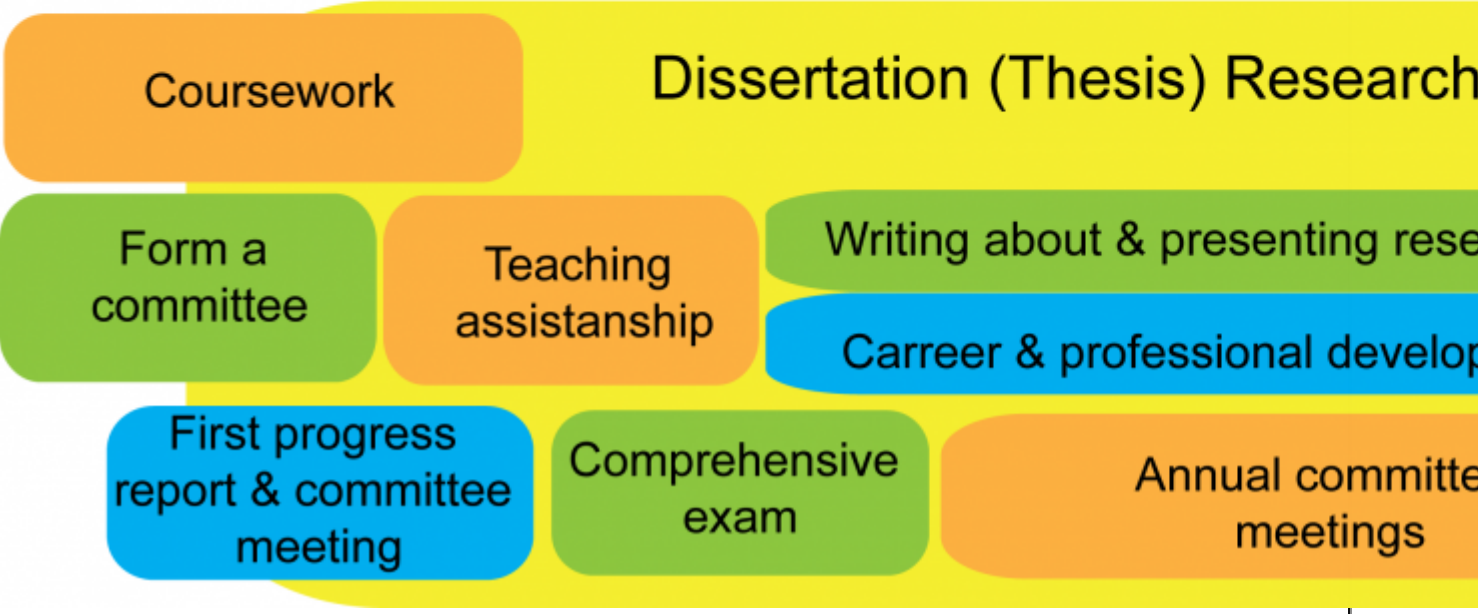 Coursework
Dissertation (Thesis) Research
Form a
committee
Teaching
assistanship
Writing about & presenting rese
Carreer & professional develop
First progress
report & committee
meeting
Comprehensive
exam
Annual committe
meetings